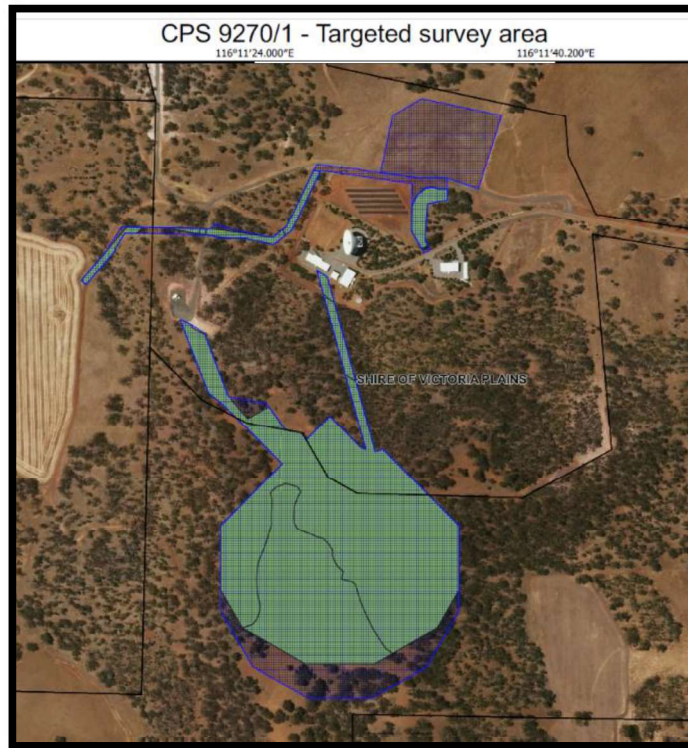 CPS 9270/1 - Targeted survey area
116°11'24.000"E 116°11'40.200"E
SHIRE OF VICTORIA PLAINS